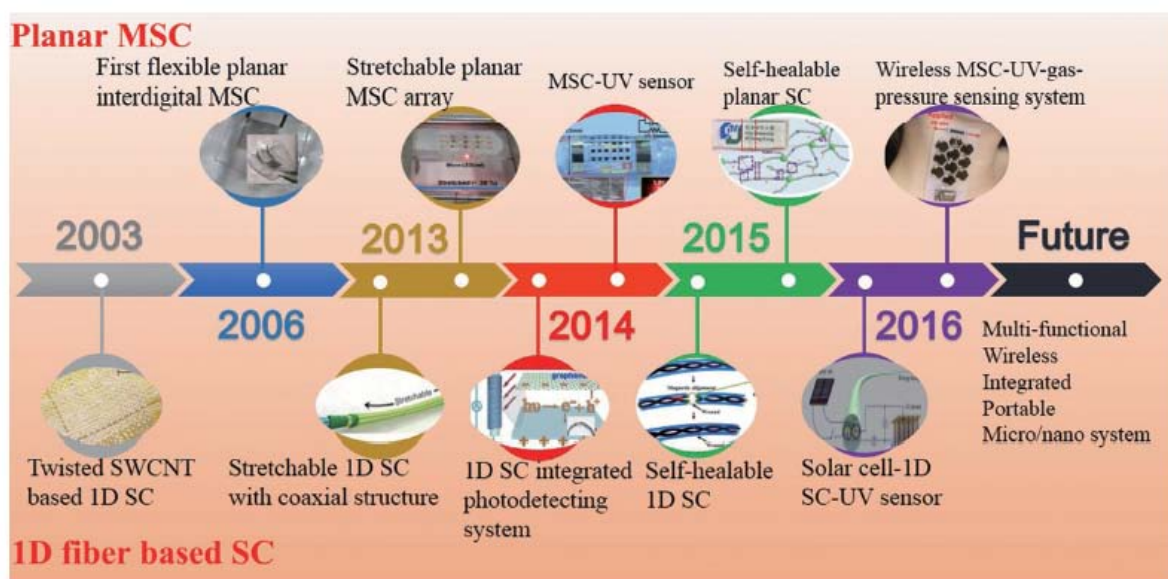 Planar MSC
First flexible planar
interdigital MSC
Stretchable planar
MSC array
MSC-UV sensor
Self-healable
planar SC
Wireless MSC-UV-gas-
pressure sensing system
2003
2013
2015
Future
2006
2014
2016
Multi-functional
Wireless
Integrated
Portable
Micro/nano system
Stretchable
hυ → e⁻ + h⁺
Twisted SWCNT
based 1D SC
Stretchable 1D SC
with coaxial structure
1D SC integrated
photodetecting
system
Self-healable
1D SC
Solar cell-1D
SC-UV sensor
1D fiber based SC